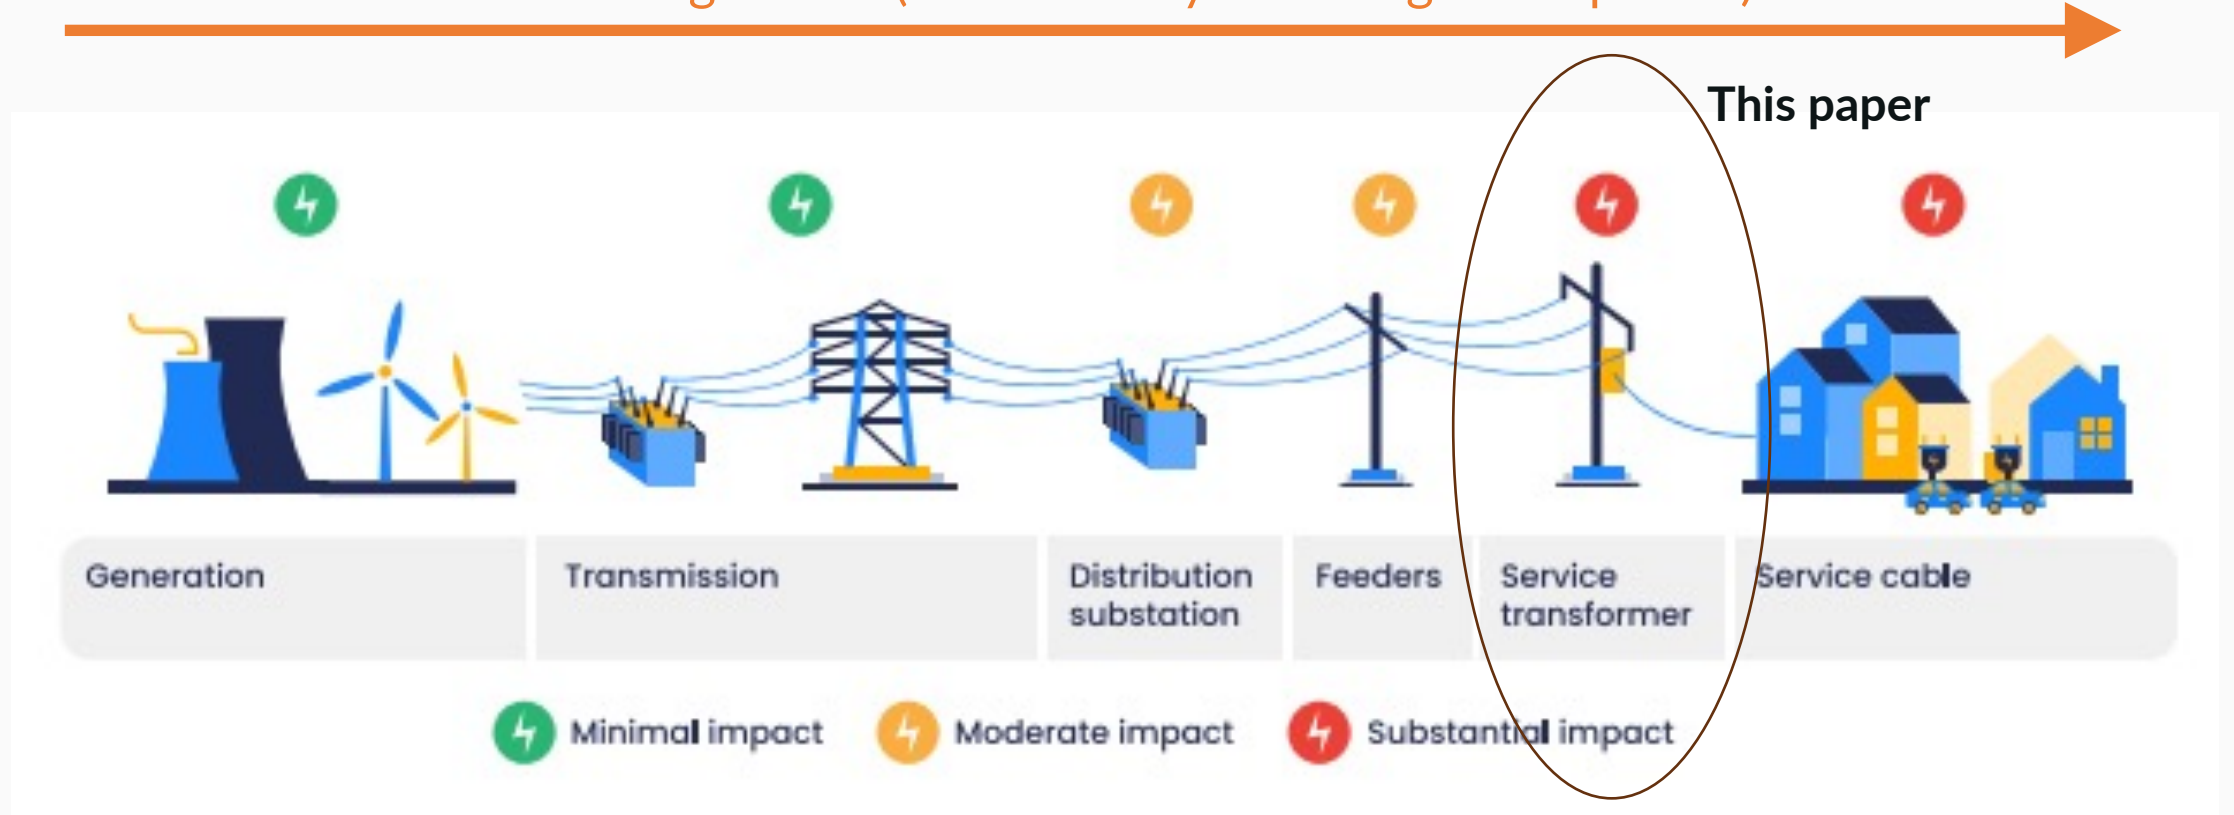 This paper
Generation
Transmission
Distribution
substation
Feeders
Service
transformer
Service cable
Minimal impact
Moderate impact
Substantial impact